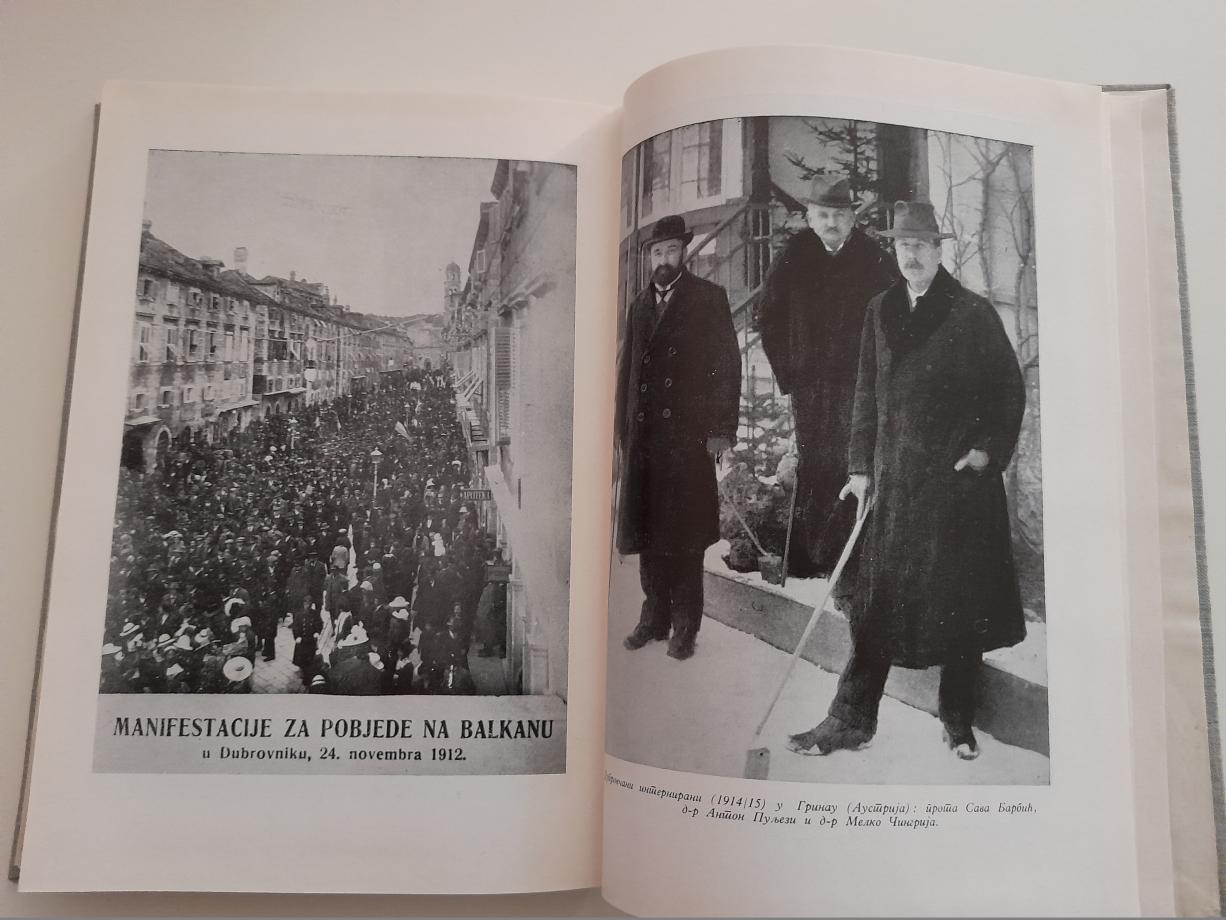 APOTEKA
MANIFESTACIJE ZA POBJEDE NA BALKANU
u Dubrovniku, 24. novembra 1912.
интернирани (1914/15) у Гринау (Аустрија): прота Сава Барбић,
д-р Антон Пуљези и д-р Мелко Чингрија.